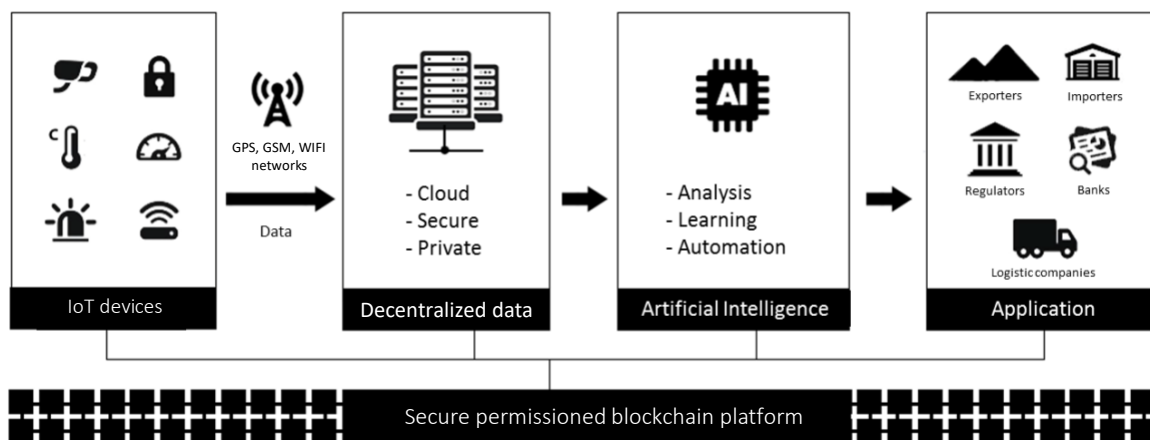 C
IoT devices
GPS, GSM, WIFI
networks
Data
- Cloud
- Secure
- Private
Decentralized data
AI
- Analysis
- Learning
- Automation
Artificial Intelligence
Exporters
Importers
Regulators
Banks
Logistic companies
Application
Secure permissioned blockchain platform